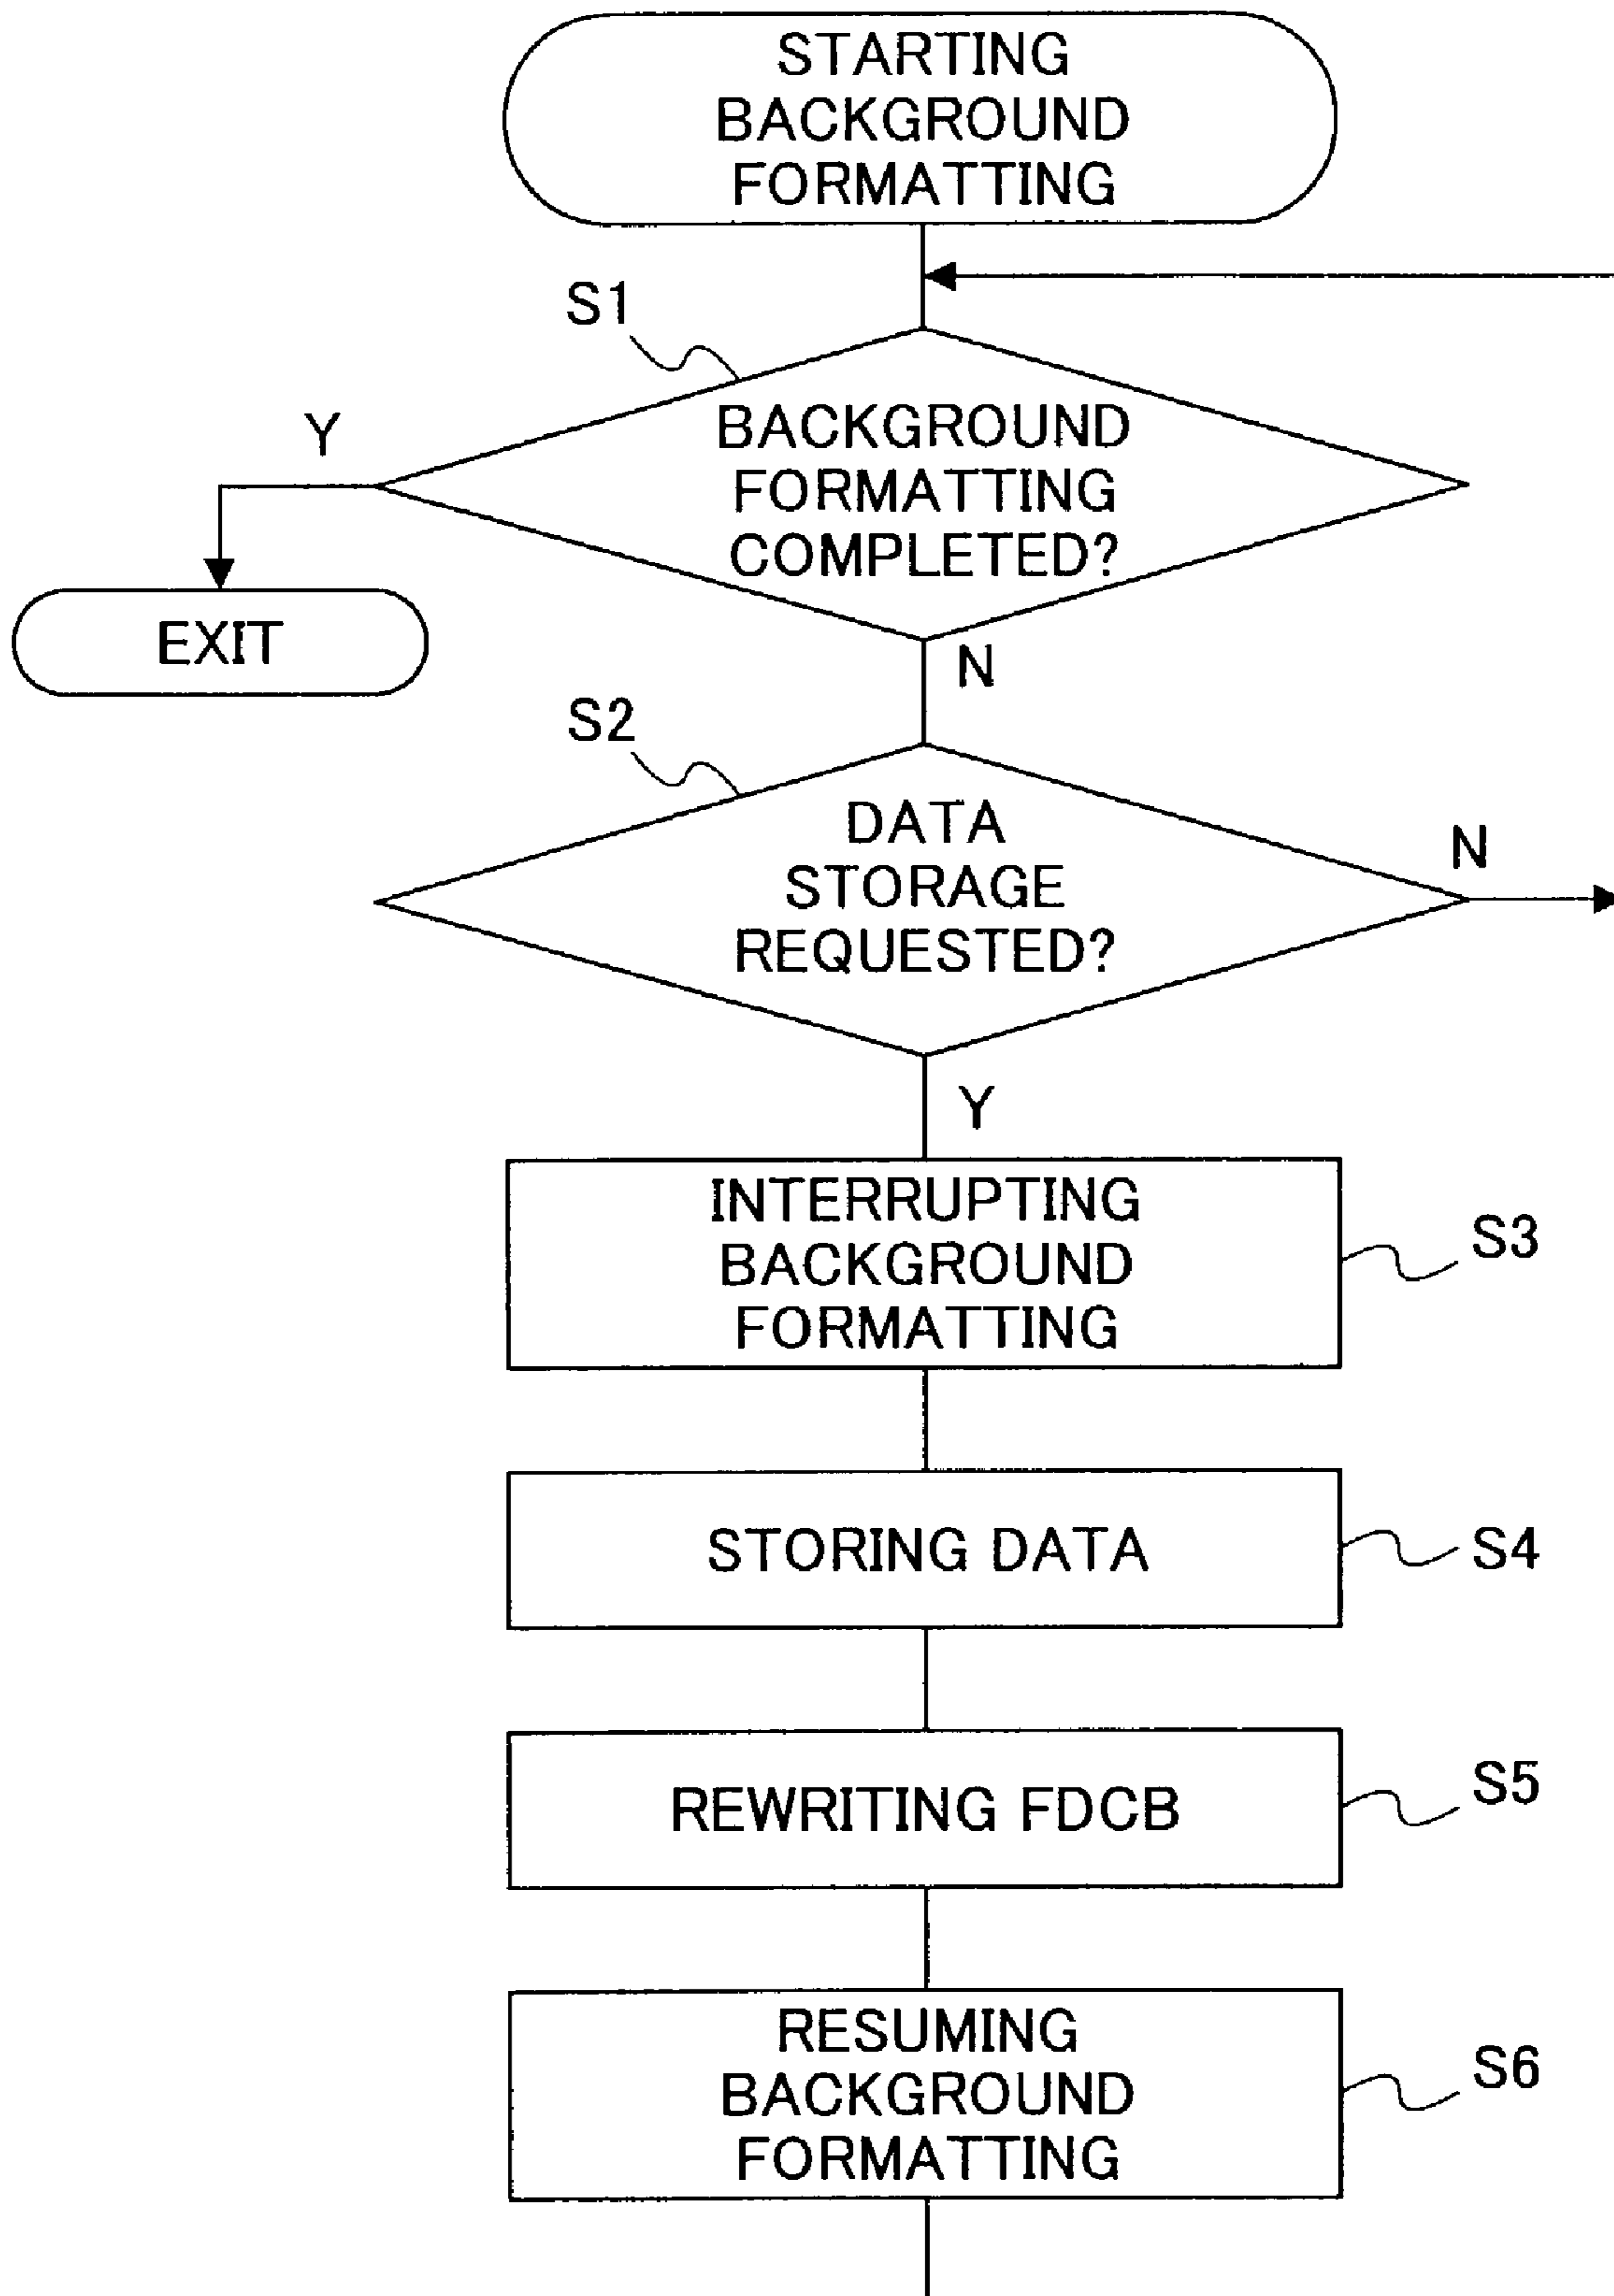 STARTING
BACKGROUND
FORMATTING
S1
Y
BACKGROUND
FORMATTING
COMPLETED?
EXIT
N
S2
DATA
STORAGE
REQUESTED?
N
Y
INTERRUPTING
BACKGROUND
FORMATTING
S3
STORING DATA
S4
REWRITING FDCB
S5
RESUMING
BACKGROUND
FORMATTING
S6